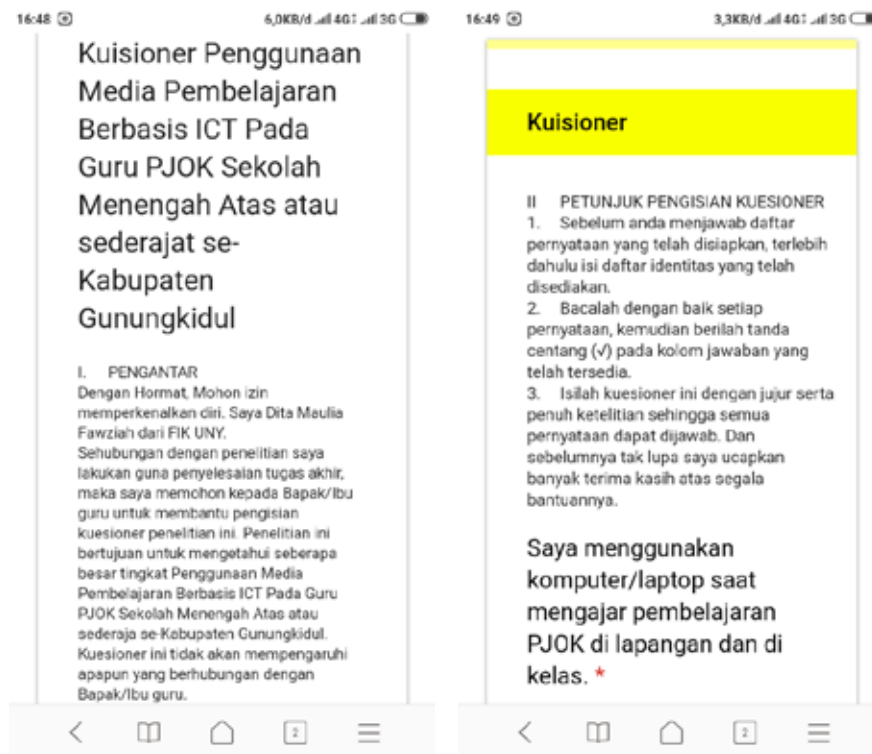 16:48
6,0KB/d 4G 3G
Kuisioner Penggunaan
Media Pembelajaran
Berbasis ICT Pada
Guru PJOK Sekolah
Menengah Atas atau
sederajat se-
Kabupaten
Gunungkidul
I. PENGANTAR
Dengan Hormat, Mohon izin
memperkenalkan diri. Saya Dita Maulia
Fawziah dari FIK UNY.
Sehubungan dengan penelitian saya
lakukan guna penyelesaian tugas akhir,
maka saya memohon kepada Bapak/Ibu
guru untuk membantu pengisian
kuesioner penelitian ini. Penelitian ini
bertujuan untuk mengetahui seberapa
besar tingkat Penggunaan Media
Pembelajaran Berbasis ICT Pada Guru
PJOK Sekolah Menengah Atas atau
sederaja se-Kabupaten Gunungkidul.
Kuesioner ini tidak akan mempengaruhi
apapun yang berhubungan dengan
Bapak/Ibu guru.
2
16:49
3,3KB/d 4G 3G
Kuisioner
II PETUNJUK PENGISIAN KUESIONER
1. Sebelum anda menjawab daftar
pernyataan yang telah disiapkan, terlebih
dahulu isi daftar identitas yang telah
disediakan.
2. Bacalah dengan baik setiap
pernyataan, kemudian berilah tanda
centang (√) pada kolom jawaban yang
telah tersedia.
3. Isilah kuesioner ini dengan jujur serta
penuh ketelitian sehingga semua
pernyataan dapat dijawab. Dan
sebelumnya tak lupa saya ucapkan
banyak terima kasih atas segala
bantuannya.
Saya menggunakan
komputer/laptop saat
mengajar pembelajaran
PJOK di lapangan dan di
kelas. *
2